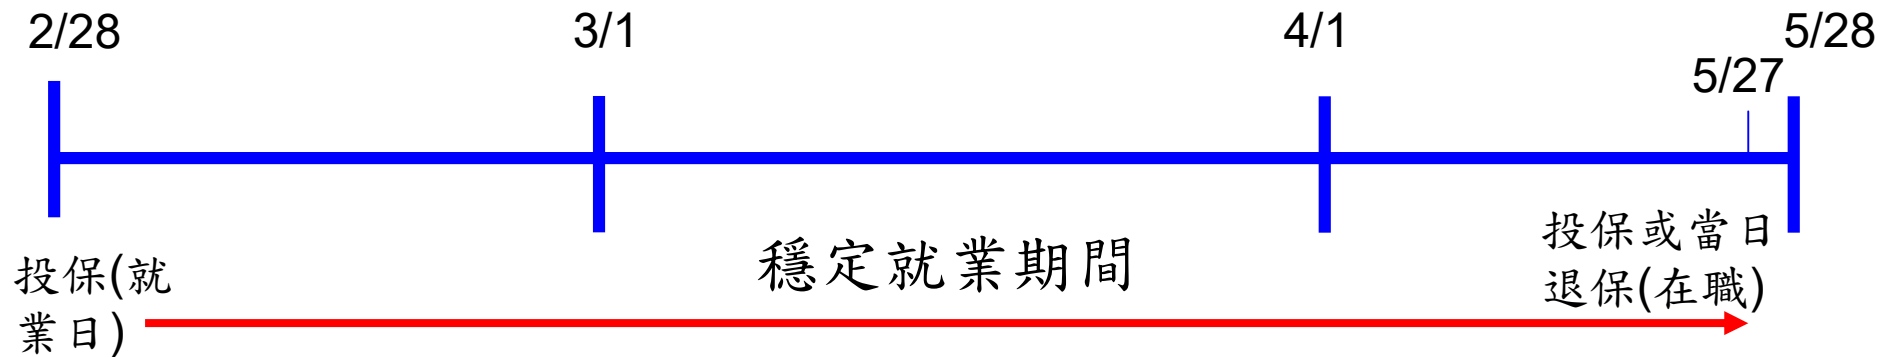 2/28
3/1
4/1
5/28
5/27
投保(就
業日)
穩定就業期間
投保或當日
退保(在職)